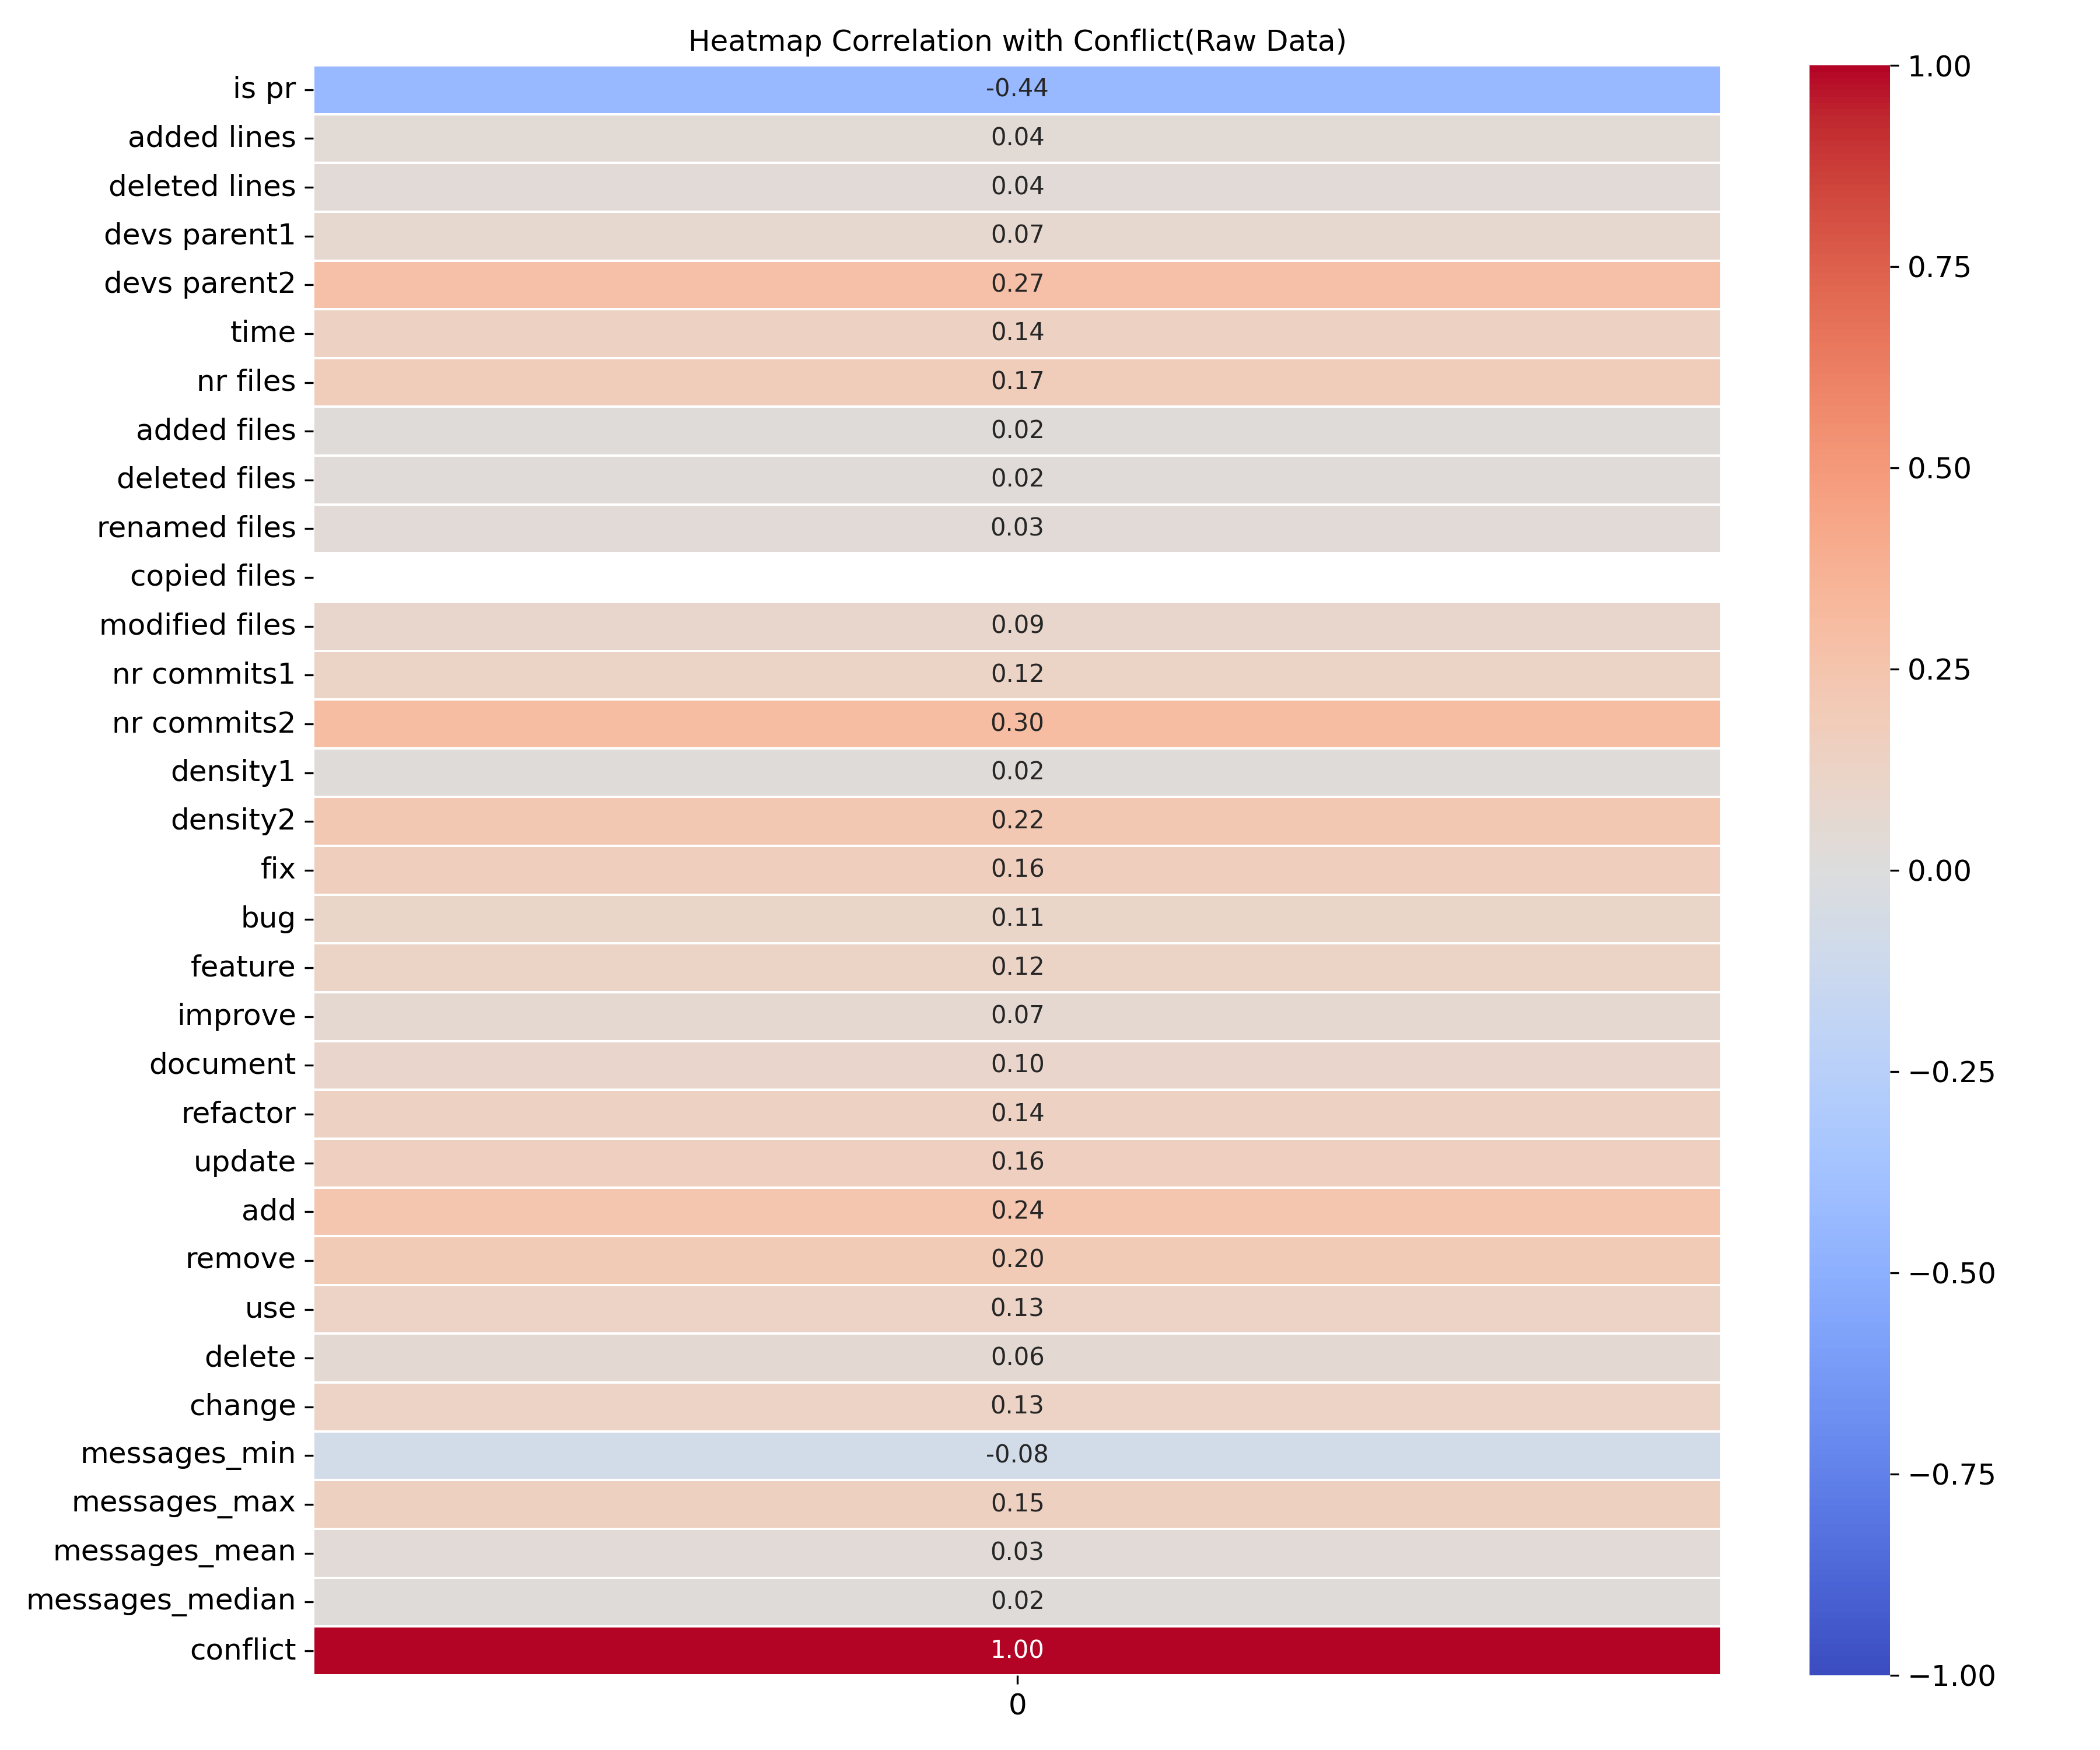 Heatmap Correlation with Conflict(Raw Data)
is pr -0.44
added lines 0.04
deleted lines 0.04
devs parent1 0.07
devs parent2 0.27
time 0.14
nr files 0.17
added files 0.02
deleted files 0.02
renamed files 0.03
copied files
modified files 0.09
nr commits1 0.12
nr commits2 0.30
density1 0.02
density2 0.22
fix 0.16
bug 0.11
feature 0.12
improve 0.07
document 0.10
refactor 0.14
update 0.16
add 0.24
remove 0.20
use 0.13
delete 0.06
change 0.13
messages_min -0.08
messages_max 0.15
messages_mean 0.03
messages_median 0.02
conflict 1.00
0
1.00
0.75
0.50
0.25
0.00
−0.25
−0.50
−0.75
−1.00